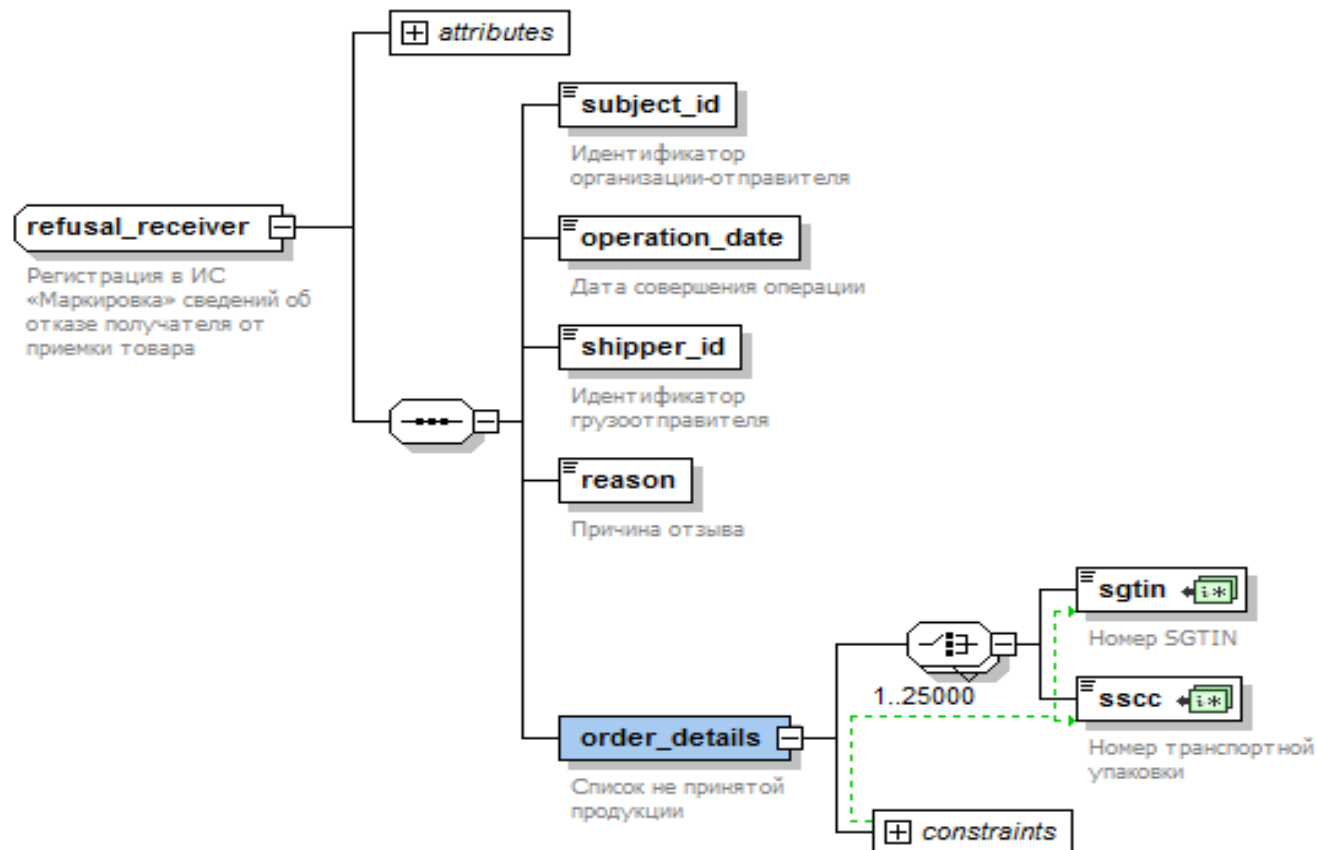 attributes
subject_id
Идентификатор
организации-отправителя
refusal_receiver
Регистрация в ИС
«Маркировка» сведений об
отказе получателя от
приемки товара
operation_date
Дата совершения операции
shipper_id
Идентификатор
грузоотправителя
reason
Причина отзыва
sgtin
Номер SGTIN
1..25000
sscc
Номер транспортной
упаковки
order_details
Список не принятой
продукции
constraints